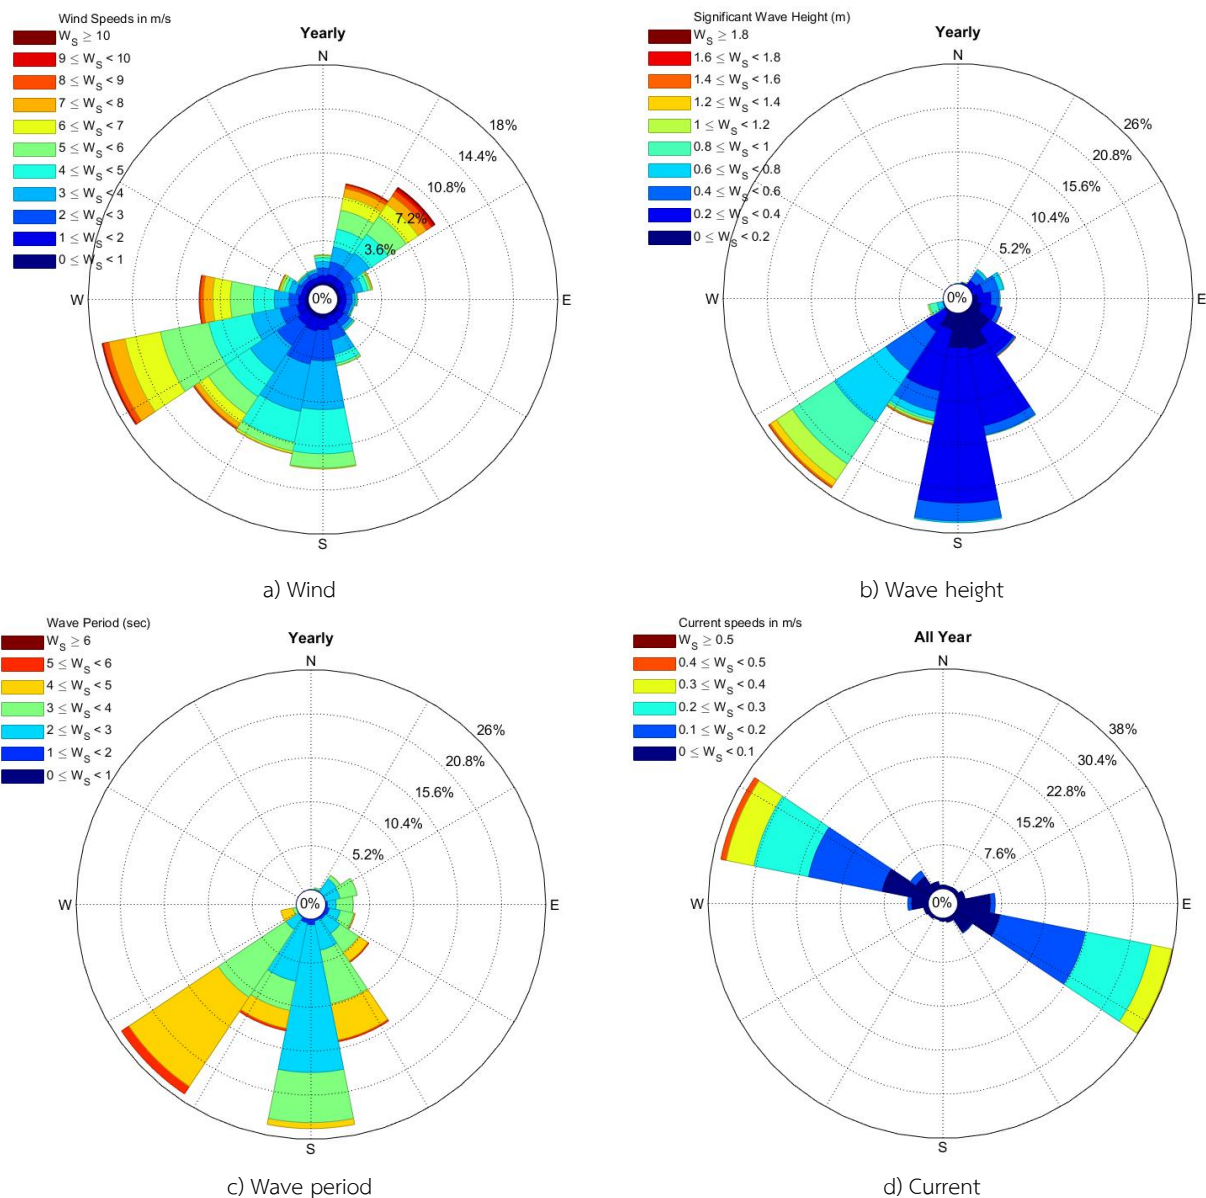 Wind Speeds in m/s
W_S ≥ 10
9 ≤ W_S < 10
8 ≤ W_S < 9
7 ≤ W_S < 8
6 ≤ W_S < 7
5 ≤ W_S < 6
4 ≤ W_S < 5
3 ≤ W_S < 4
2 ≤ W_S < 3
1 ≤ W_S < 2
0 ≤ W_S < 1
Yearly
N
18%
14.4%
10.8%
7.2%
3.6%
W
0%
E
S
a) Wind
Significant Wave Height (m)
W_S ≥ 1.8
1.6 ≤ W_S < 1.8
1.4 ≤ W_S < 1.6
1.2 ≤ W_S < 1.4
1 ≤ W_S < 1.2
0.8 ≤ W_S < 1
0.6 ≤ W_S < 0.8
0.4 ≤ W_S < 0.6
0.2 ≤ W_S < 0.4
0 ≤ W_S < 0.2
Yearly
N
26%
20.8%
15.6%
10.4%
5.2%
W
0%
E
S
b) Wave height
Wave Period (sec)
W_S ≥ 6
5 ≤ W_S < 6
4 ≤ W_S < 5
3 ≤ W_S < 4
2 ≤ W_S < 3
1 ≤ W_S < 2
0 ≤ W_S < 1
Yearly
N
26%
20.8%
15.6%
10.4%
5.2%
W
0%
E
S
c) Wave period
Current speeds in m/s
W_S ≥ 0.5
0.4 ≤ W_S < 0.5
0.3 ≤ W_S < 0.4
0.2 ≤ W_S < 0.3
0.1 ≤ W_S < 0.2
0 ≤ W_S < 0.1
All Year
N
38%
30.4%
22.8%
15.2%
7.6%
W
0%
E
S
d) Current